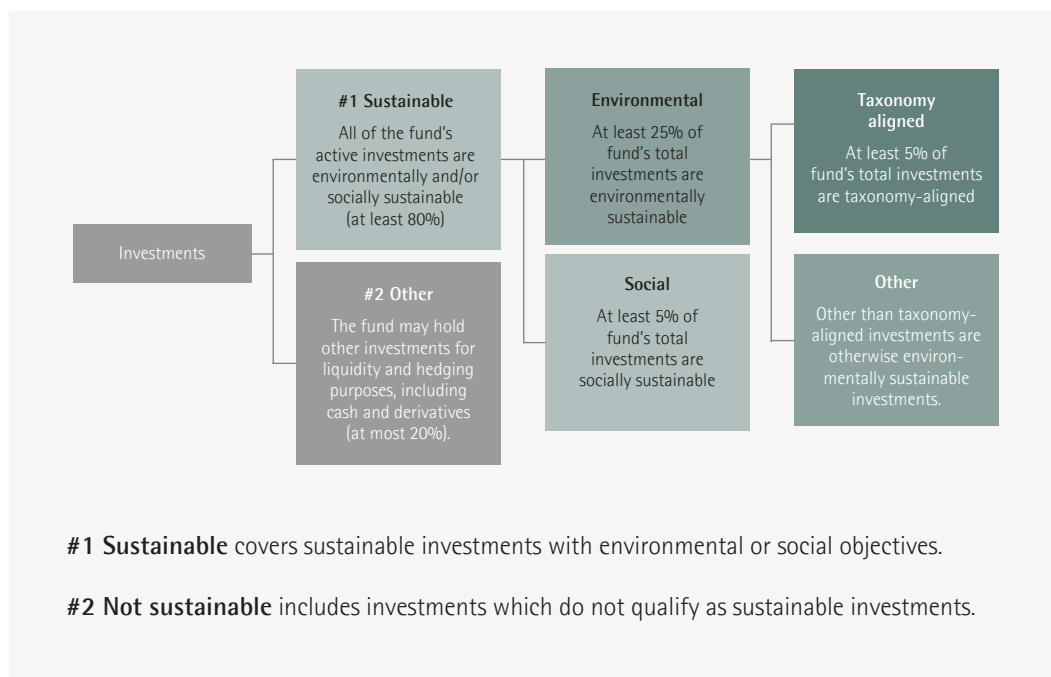 Investments
#1 Sustainable
All of the fund's
active investments are
environmentally and/or
socially sustainable
(at least 80%)
#2 Other
The fund may hold
other investments for
liquidity and hedging
purposes, including
cash and derivatives
(at most 20%).
Environmental
At least 25% of
fund's total
investments are
environmentally
sustainable
Social
At least 5% of
fund's total
investments are
socially sustainable
Taxonomy
aligned
At least 5% of
fund's total investments
are taxonomy-aligned
Other
Other than taxonomy-
aligned investments are
otherwise environ-
mentally sustainable
investments.
#1 Sustainable covers sustainable investments with environmental or social objectives.
#2 Not sustainable includes investments which do not qualify as sustainable investments.